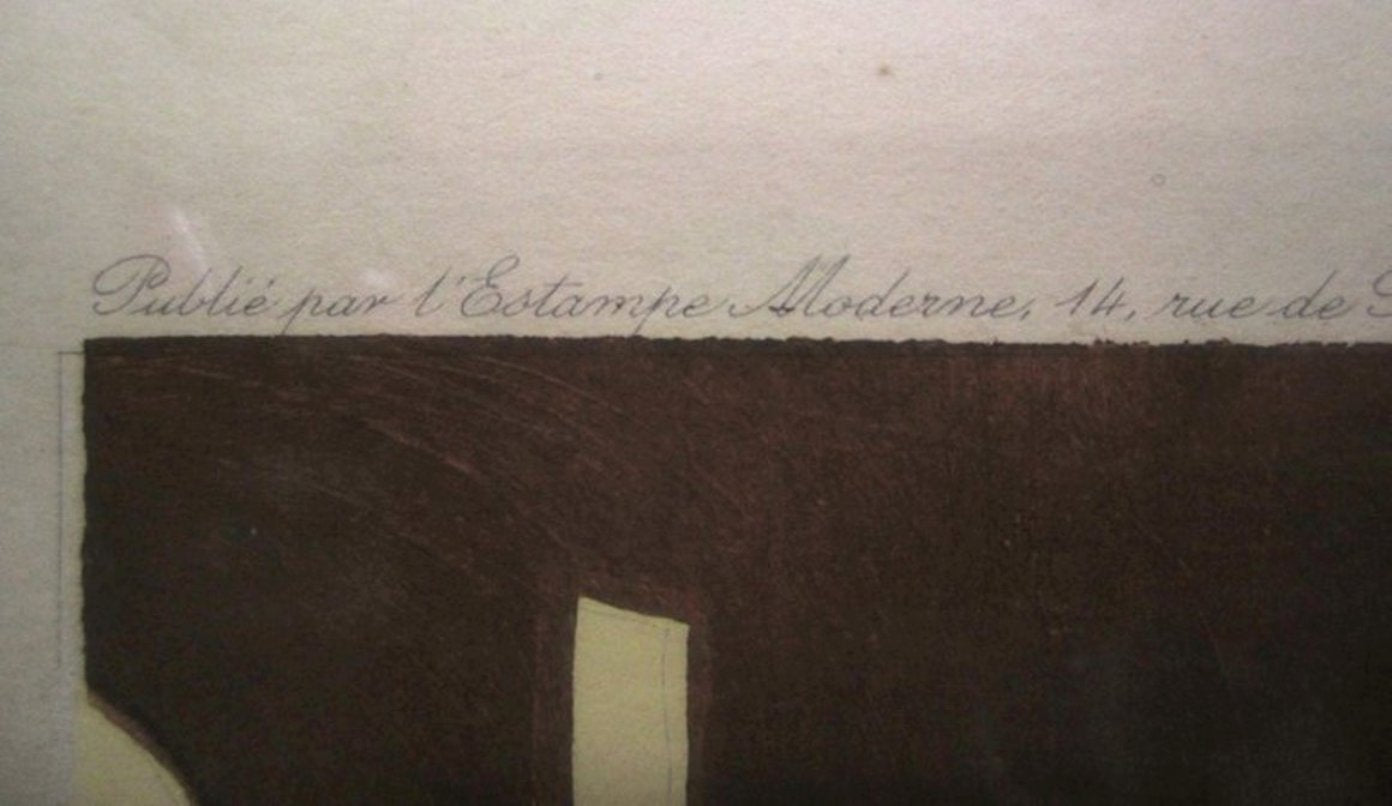 Publié par l'Estampe Moderne, 14, rue de